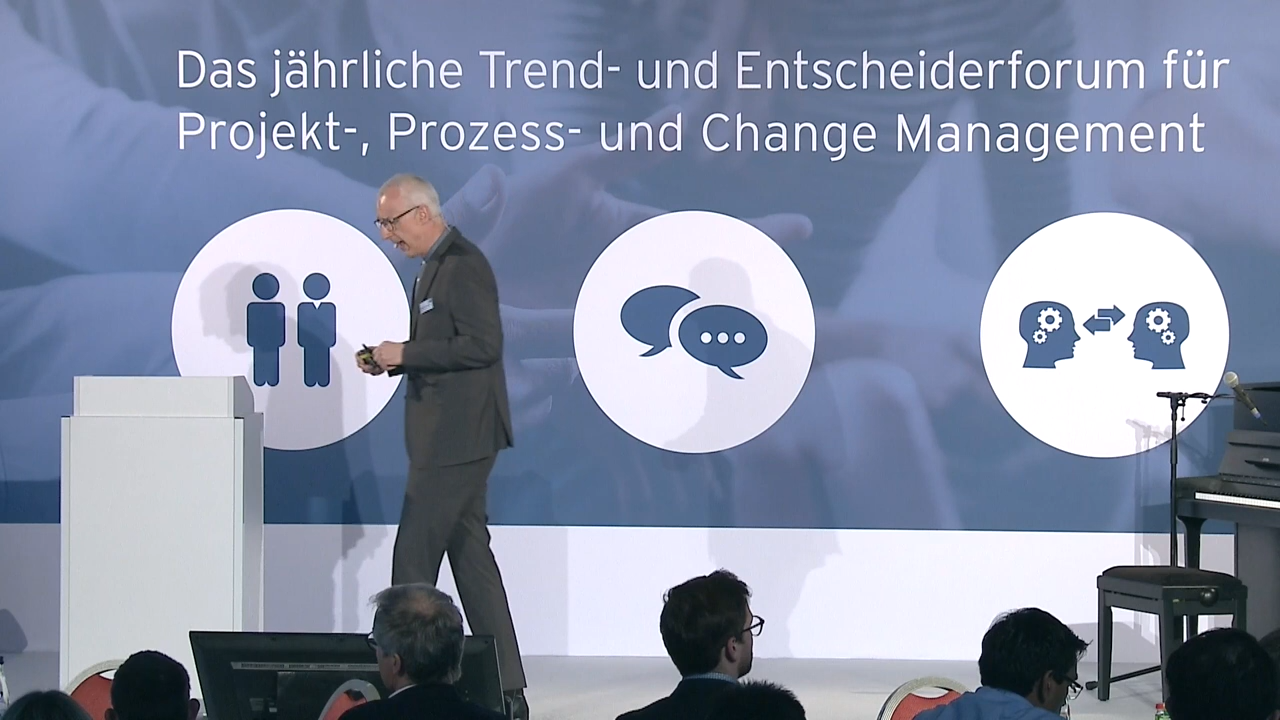 Das jährliche Trend- und Entscheiderforum für
Projekt-, Prozess- und Change Management